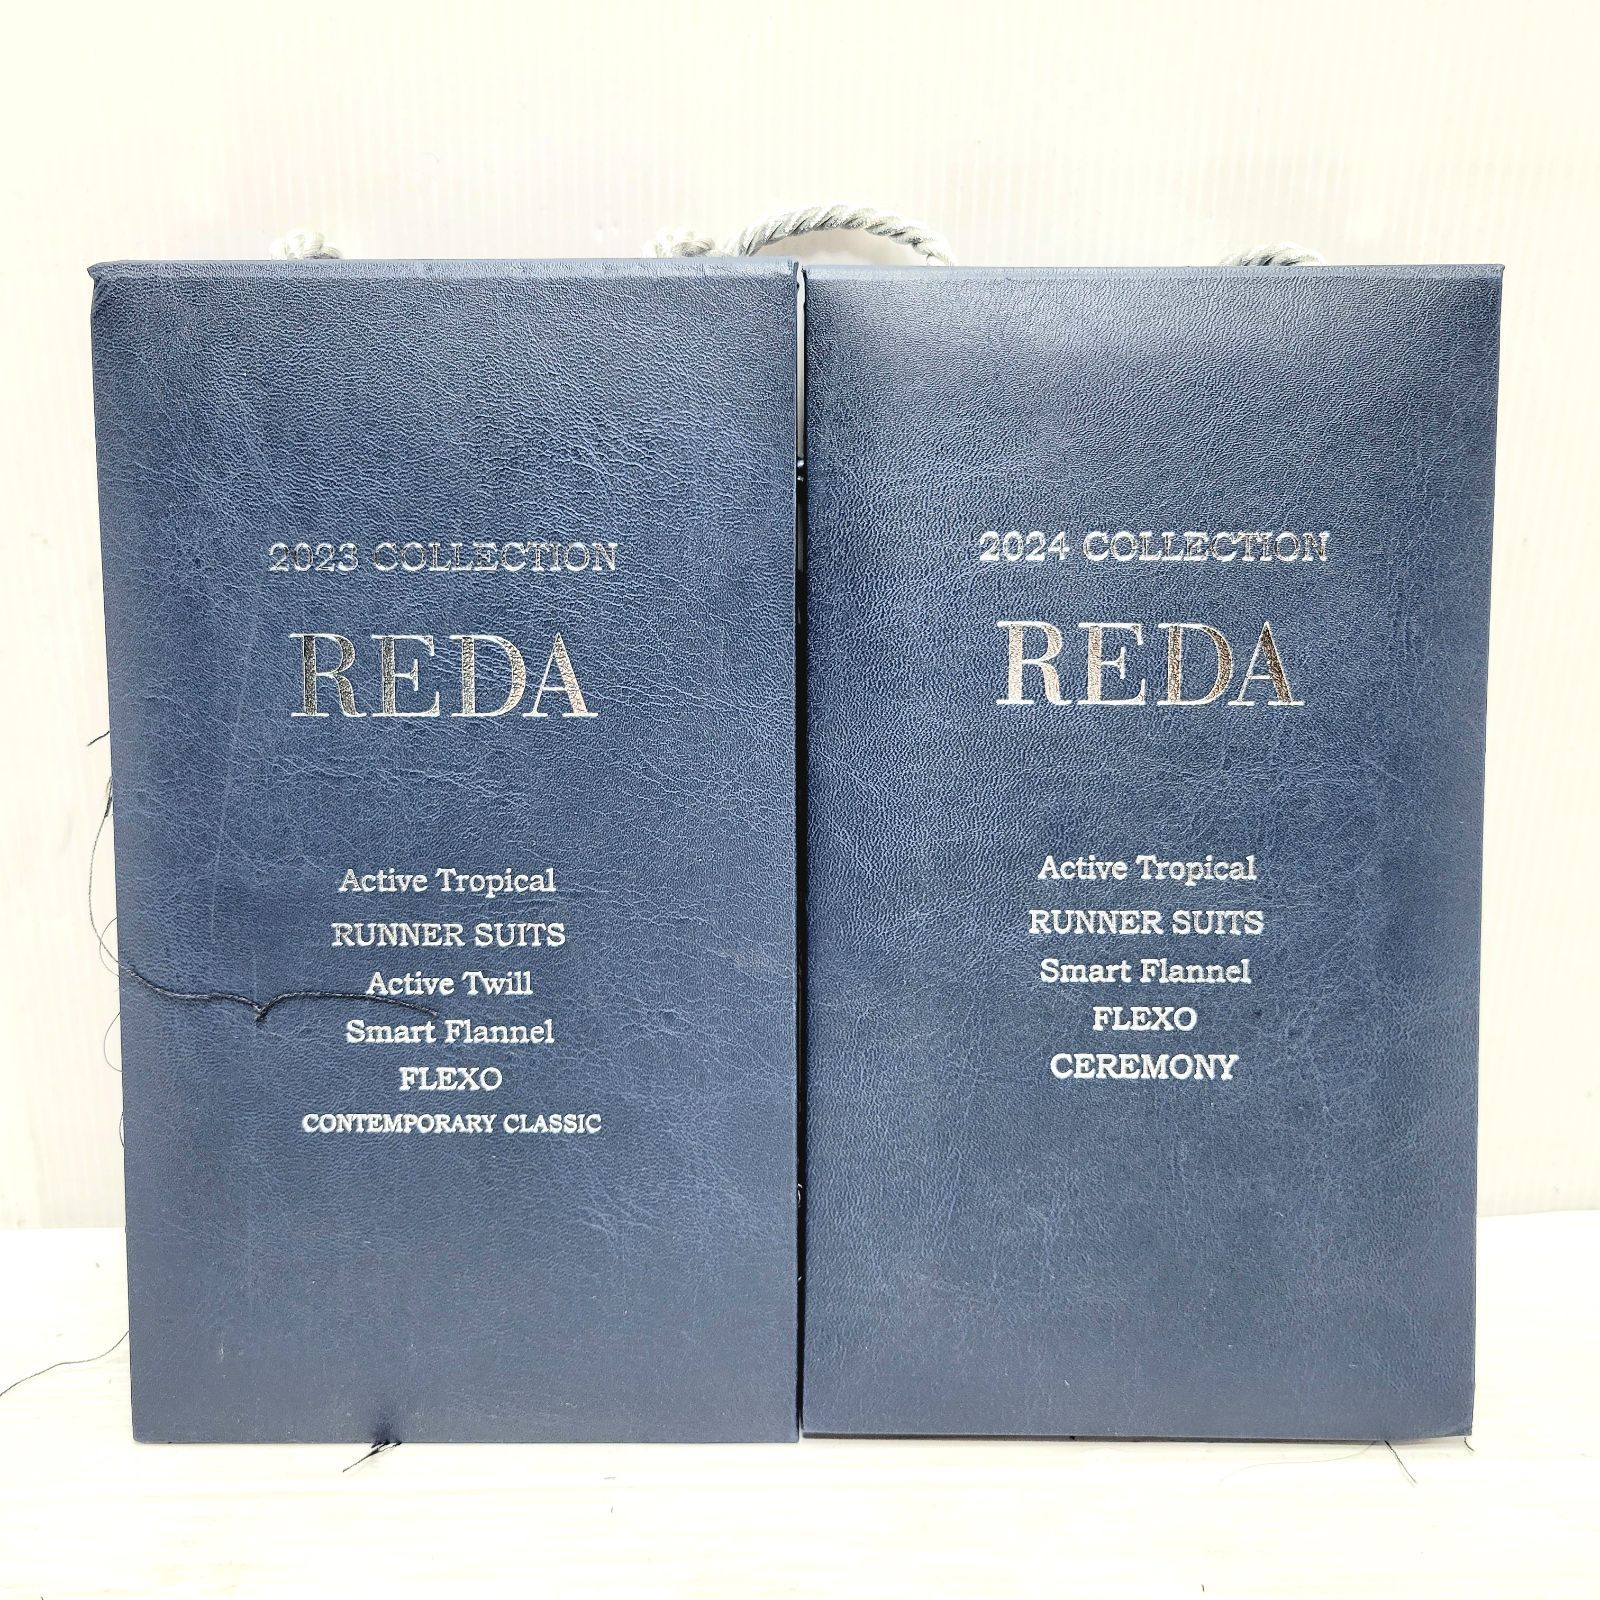 2023 COLLECTION
REDA
Active Tropical
RUNNER SUITS
Active Twill
Smart Flannel
FLEXO
CONTEMPORARY CLASSIC
2024 COLLECTION
REDA
Active Tropical
RUNNER SUITS
Smart Flannel
FLEXO
CEREMONY